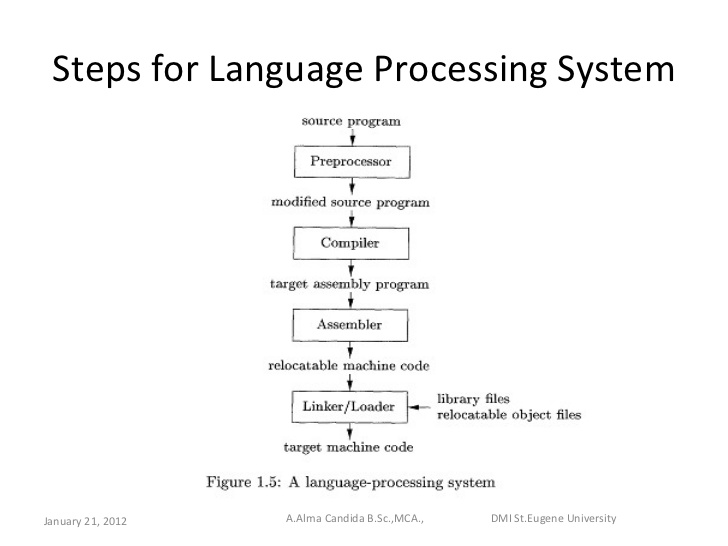 Steps for Language Processing System
source program
Preprocessor
modified source program
Compiler
target assembly program
Assembler
relocatable machine code
Linker/Loader
library files
relocatable object files
target machine code
Figure 1.5: A language-processing system
January 21, 2012
A.Alma Candida B.Sc.,MCA.,
DMI St.Eugene University